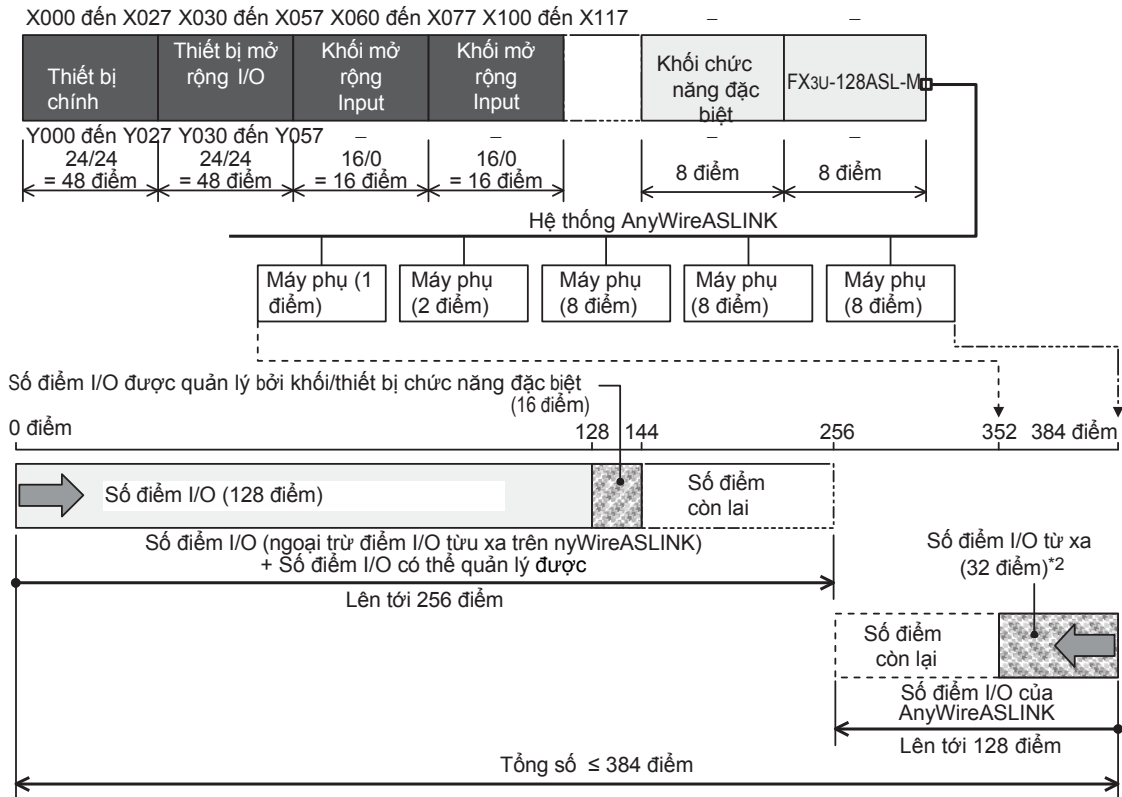 X000 đến X027 X030 đến X057 X060 đến X077 X100 đến X117 – –
Thiết bị
chính
Thiết bị mở
rộng I/O
Khối mở
rộng
Input
Khối mở
rộng
Input
Khối chức
năng đặc
biệt
FX3U-128ASL-M
Y000 đến Y027 Y030 đến Y057 – – – –
24/24
= 48 điểm
24/24
= 48 điểm
16/0
= 16 điểm
16/0
= 16 điểm
8 điểm
8 điểm
Hệ thống AnyWireASLINK
Máy phụ (1
điểm)
Máy phụ
(2 điểm)
Máy phụ
(8 điểm)
Máy phụ
(8 điểm)
Máy phụ
(8 điểm)
Số điểm I/O được quản lý bởi khối/thiết bị chức năng đặc biệt
(16 điểm)
0 điểm 128 144 256 352 384 điểm
Số điểm I/O (128 điểm)
Số điểm
còn lai
Số điểm I/O (ngoại trừ điểm I/O từu xa trên nyWireASLINK)
+ Số điểm I/O có thể quản lý được
Lên tới 256 điểm
Số điểm I/O từ xa
(32 điểm)*2
Số điểm
còn lại
Số điểm I/O của
AnyWireASLINK
Lên tới 128 điểm
Tổng số ≤ 384 điểm